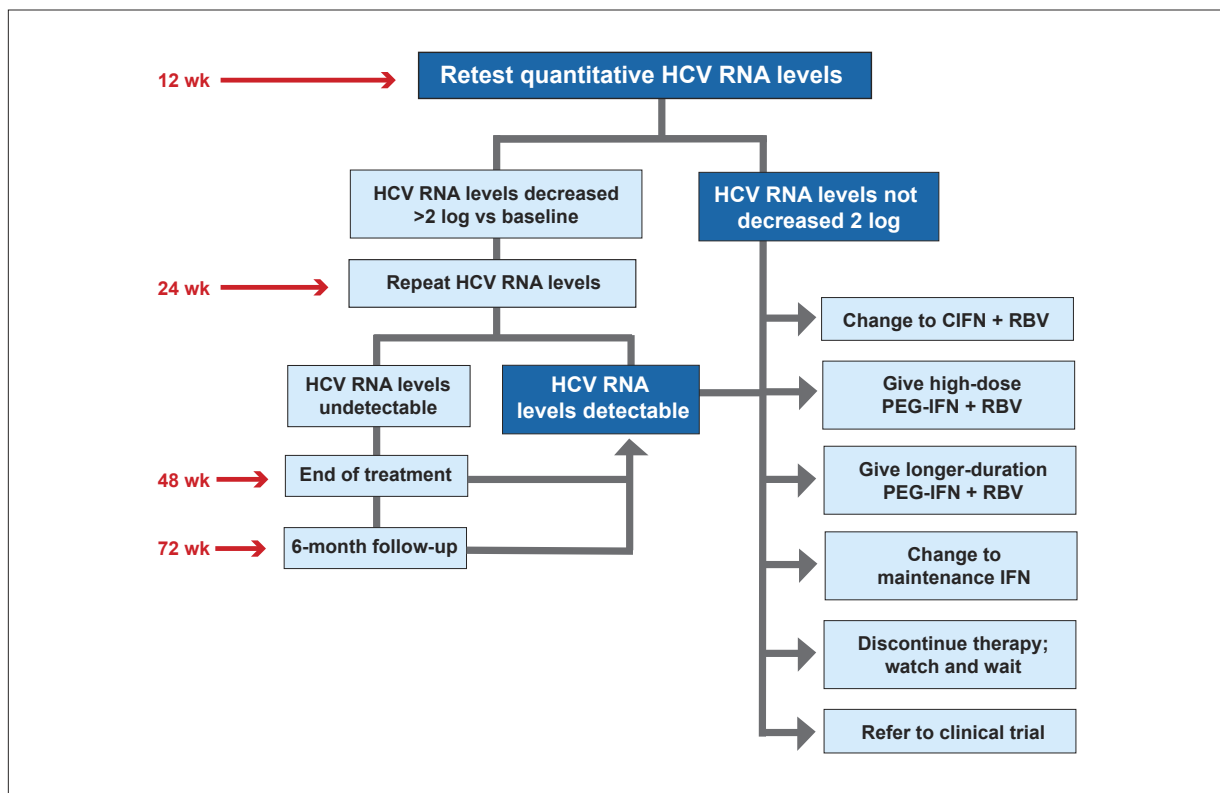 12 wk
Retest quantitative HCV RNA levels
HCV RNA levels decreased
>2 log vs baseline
HCV RNA levels not
decreased 2 log
24 wk
Repeat HCV RNA levels
HCV RNA levels
undetectable
HCV RNA
levels detectable
48 wk
End of treatment
72 wk
6-month follow-up
Change to CIFN + RBV
Give high-dose
PEG-IFN + RBV
Give longer-duration
PEG-IFN + RBV
Change to
maintenance IFN
Discontinue therapy;
watch and wait
Refer to clinical trial